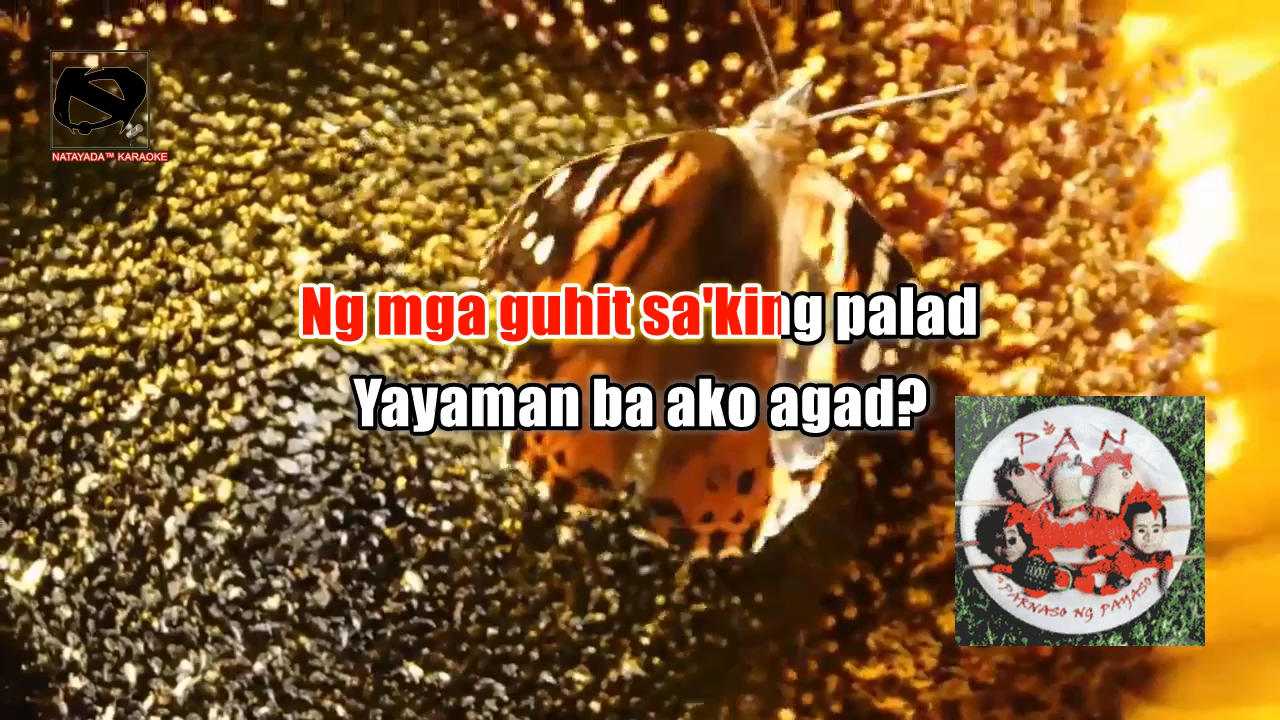 NATAYADA™ KARAOKE
Ng mga guhit sa'king palad
Yayaman ba ako agad?
PAN
"PARNASO NG PAYASO"